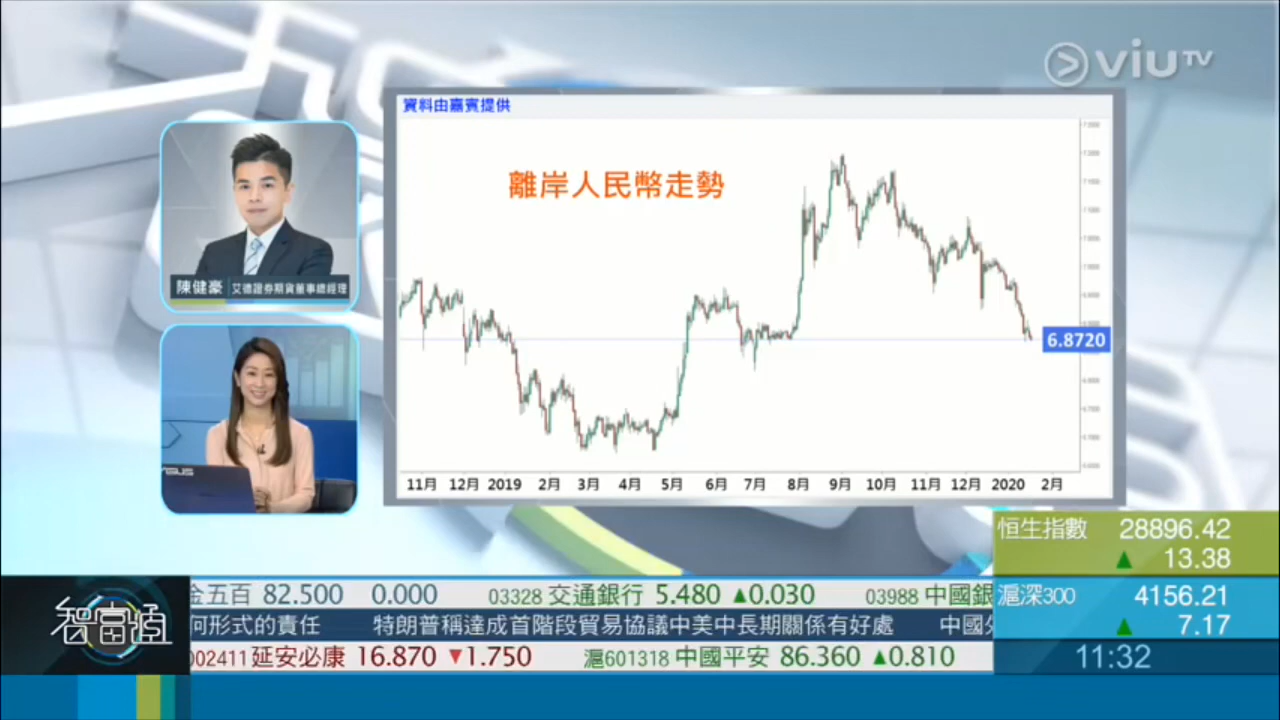 viuTV
資料由嘉賓提供
離岸人民幣走勢
陳健豪 艾德證券期貨董事總經理
ASUS
6.8720
11月 12月 2019 2月 3月 4月 5月 6月 7月 8月 9月 10月 11月 12月 2020 2月
恒生指數 28896.42
▲ 13.38
滬深300 4156.21
▲ 7.17
11:32
智富通
金五百 82.500 0.000 03328 交通銀行 5.480 ▲0.030 03988 中國銀
何形式的責任 特朗普稱達成首階段貿易協議中美中長期關係有好處 中國外
002411 延安必康 16.870 ▼1.750 滬601318 中國平安 86.360 ▲0.810